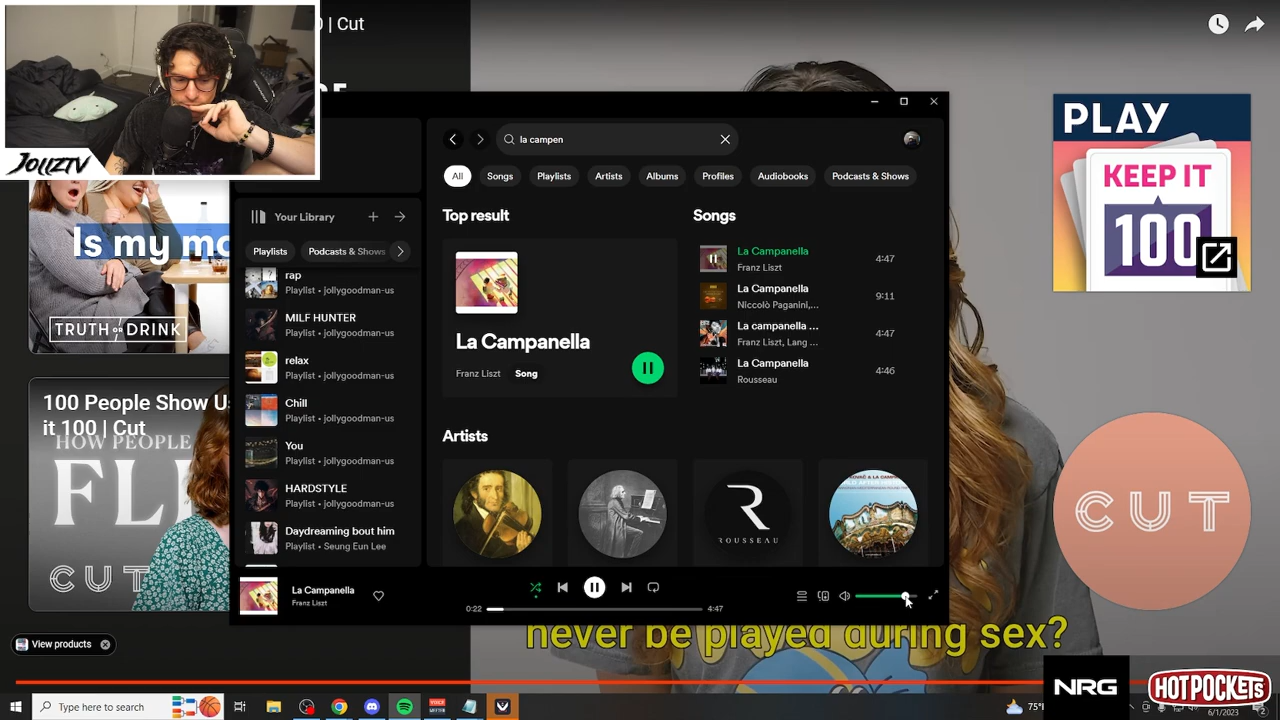 | Cut
JOLLZTV
la campen
All
Songs
Playlists
Artists
Albums
Profiles
Audiobooks
Podcasts & Shows
Your Library
Playlists
Podcasts & Shows
rap
Playlist • jollygoodman-us
MILF HUNTER
Playlist • jollygoodman-us
relax
Playlist • jollygoodman-us
Chill
Playlist • jollygoodman-us
You
Playlist • jollygoodman-us
HARDSTYLE
Playlist • jollygoodman-us
Daydreaming bout him
Playlist • Seung Eun Lee
Top result
La Campanella
Franz Liszt
Song
Songs
La Campanella
Franz Liszt
4:47
La Campanella
Niccolò Paganini,...
9:11
La campanella ...
Franz Liszt, Lang ...
4:47
La Campanella
Rousseau
4:46
Artists
R
ROUSSEAU
La Campanella
Franz Liszt
0:22
4:47
Is my mo
TRUTH OR DRINK
100 People Show U
it 100 | Cut
HOW PEOPLE
FL
CUT
View products
PLAY
KEEP IT
100
CUT
never be played during sex?
NRG
HOT POCKETS
Type here to search
75°F
6/1/2023